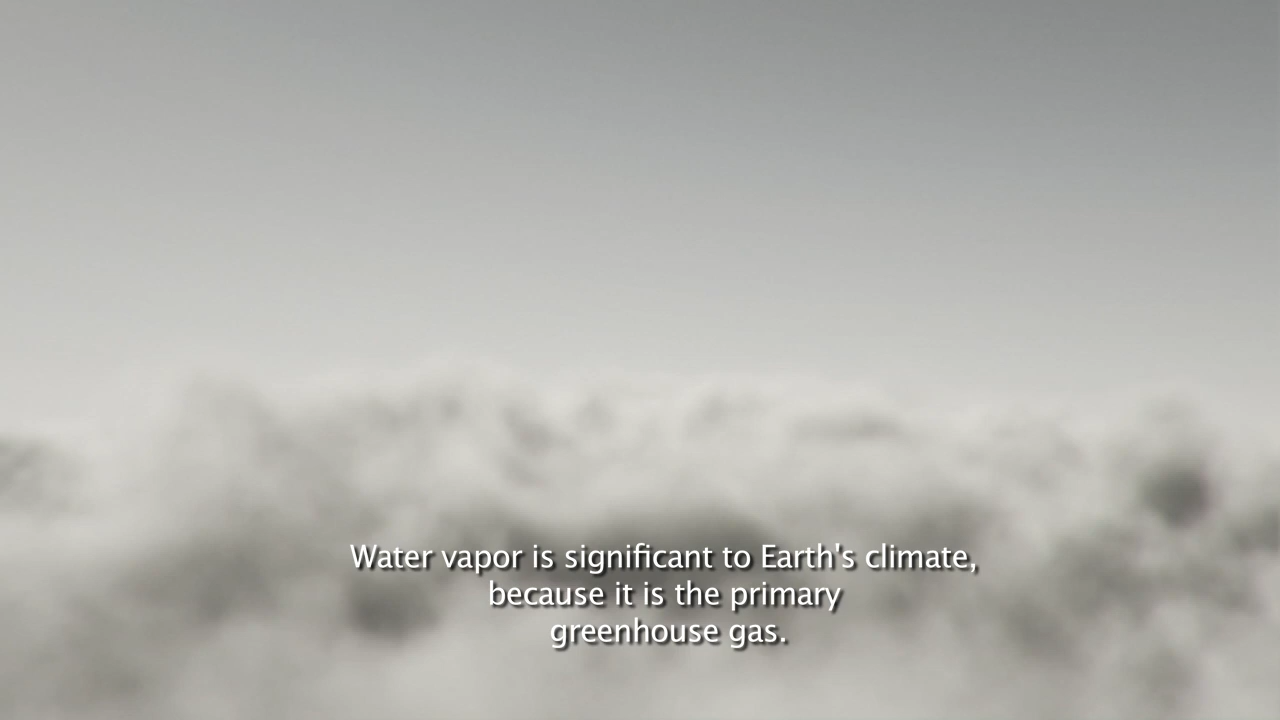 Water vapor is significant to Earth's climate,
because it is the primary
greenhouse gas.